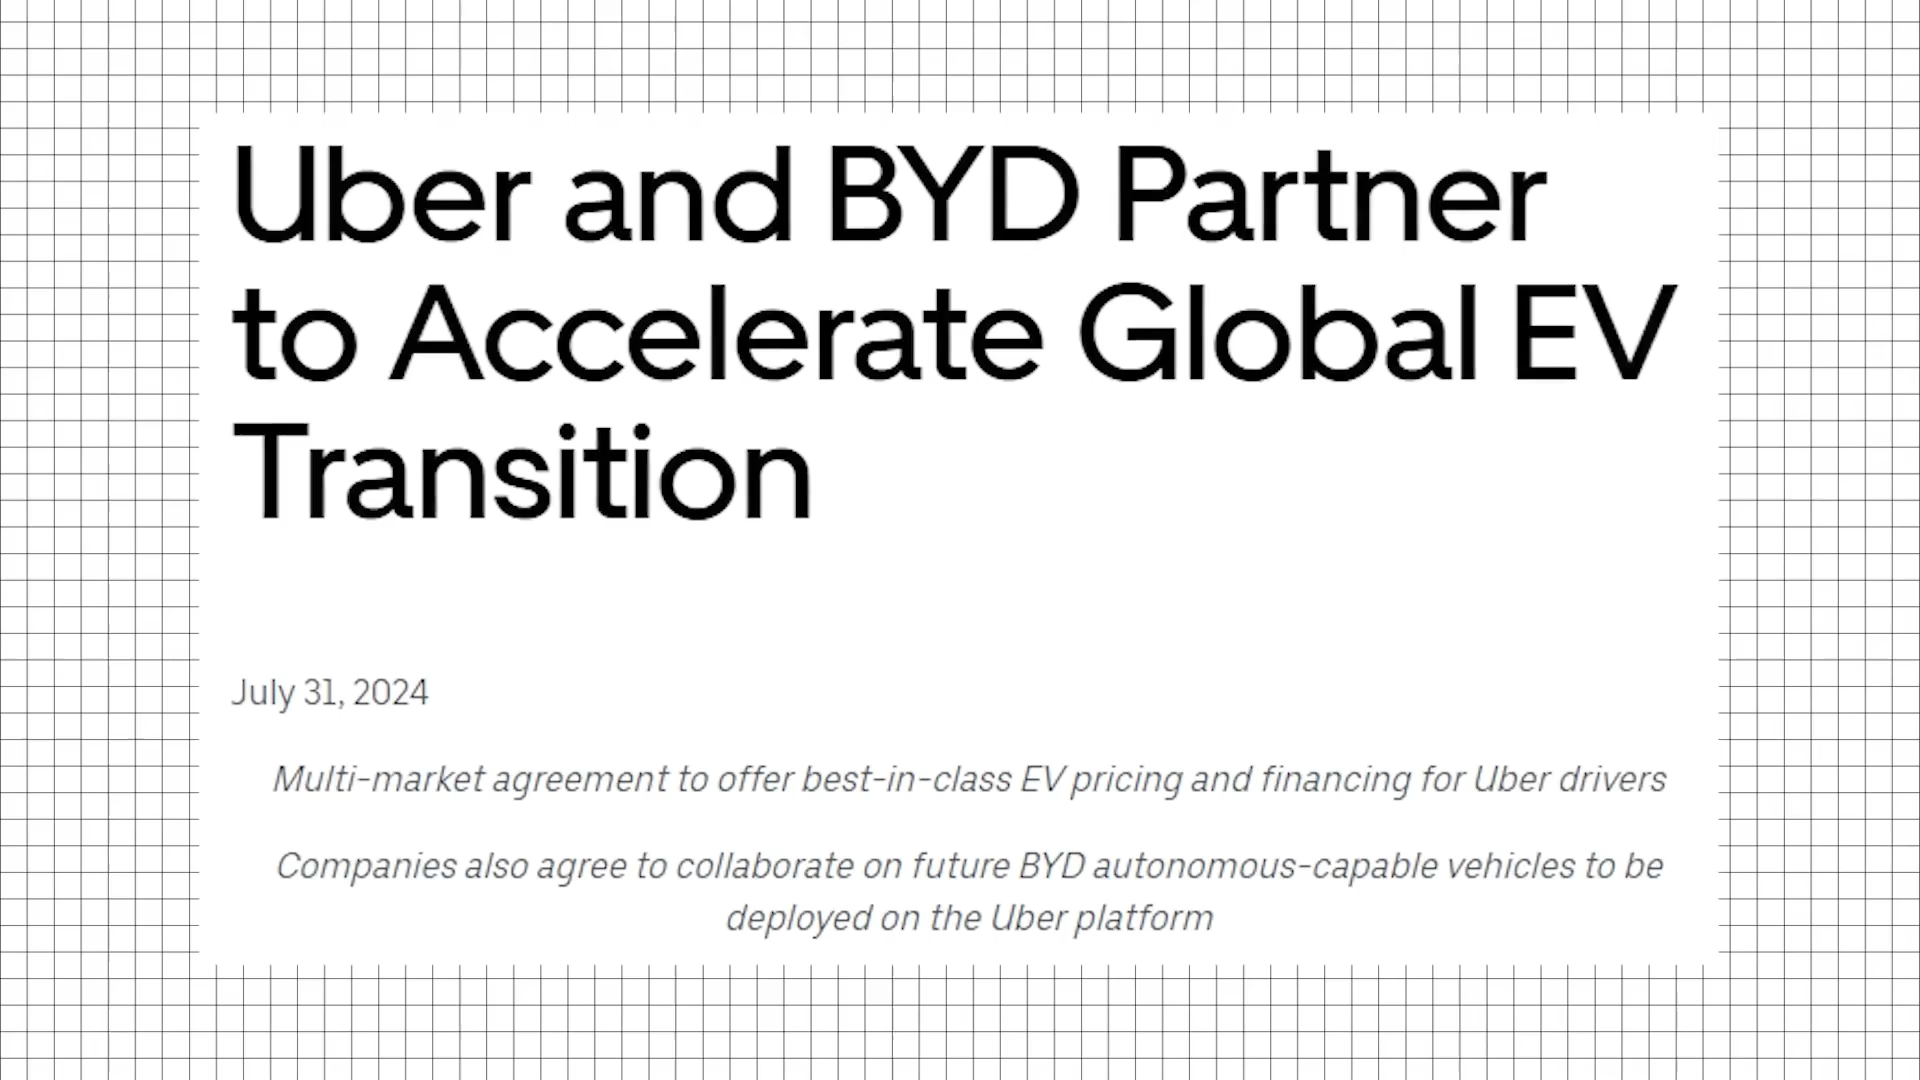 Uber and BYD Partner
to Accelerate Global EV
Transition
July 31, 2024
Multi-market agreement to offer best-in-class EV pricing and financing for Uber drivers
Companies also agree to collaborate on future BYD autonomous-capable vehicles to be
deployed on the Uber platform